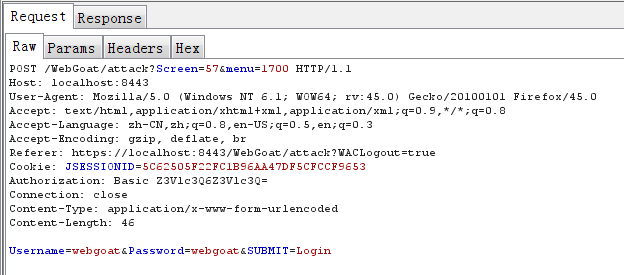 Request Response
Raw Params Headers Hex
POST /WebGoat/attack?Screen=57&menu=1700 HTTP/1.1
Host: localhost:8443
User-Agent: Mozilla/5.0 (Windows NT 6.1; WOW64; rv:45.0) Gecko/20100101 Firefox/45.0
Accept: text/html,application/xhtml+xml,application/xml;q=0.9,*/*;q=0.8
Accept-Language: zh-CN,zh;q=0.8,en-US;q=0.5,en;q=0.3
Accept-Encoding: gzip, deflate, br
Referer: https://localhost:8443/WebGoat/attack?WACLogout=true
Cookie: JSESSIONID=5C62505F22FC1B96AA47DF5CFCCF9653
Authorization: Basic Z3Vlc3Q6Z3Vlc3Q=
Connection: close
Content-Type: application/x-www-form-urlencoded
Content-Length: 46
Username=webgoat&Password=webgoat&SUBMIT=Login